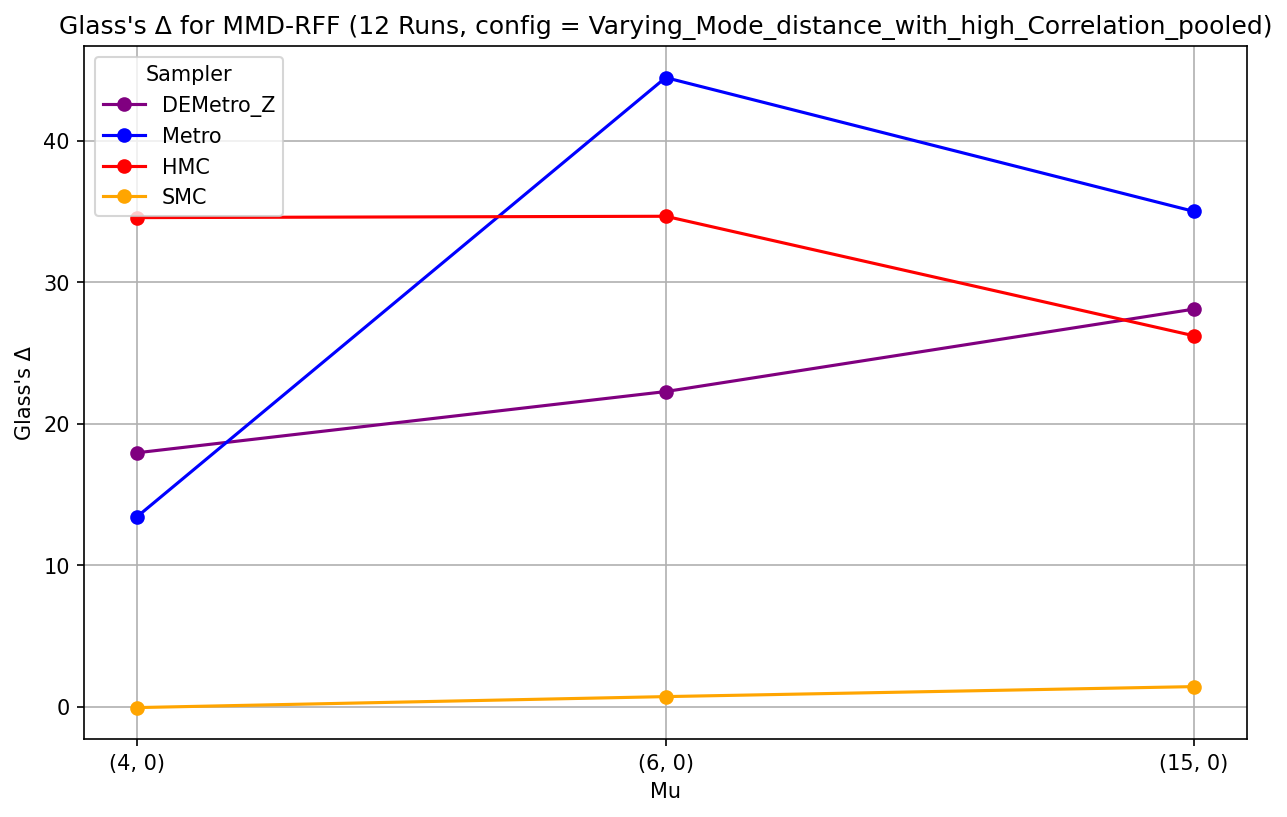 Glass's Δ for MMD-RFF (12 Runs, config = Varying_Mode_distance_with_high_Correlation_pooled)
Sampler
DEMetro_Z
Metro
HMC
SMC
Glass's Δ
40
30
20
10
0
(4, 0)
(6, 0)
(15, 0)
Mu